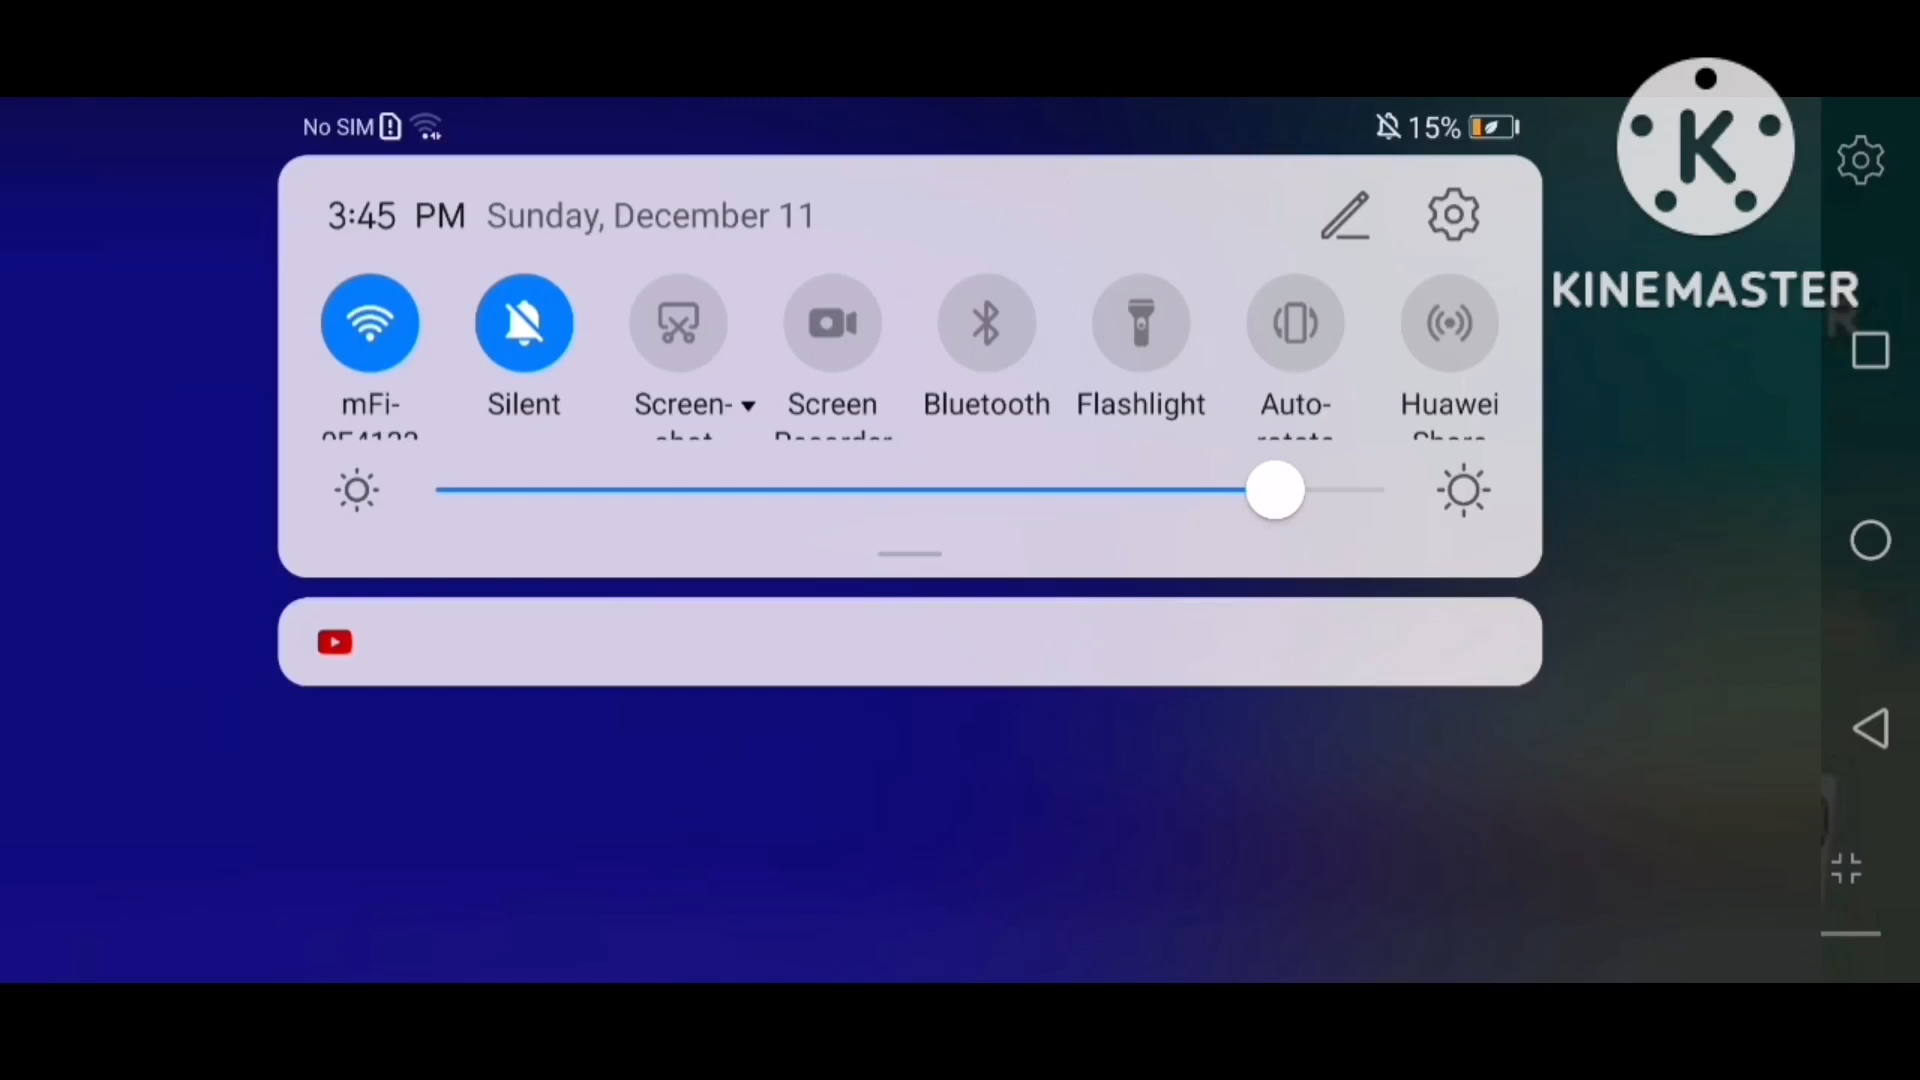 No SIM
15%
K
KINEMASTER
3:45 PM Sunday, December 11
mFi- Silent Screen- Screen Bluetooth Flashlight Auto- Huawei